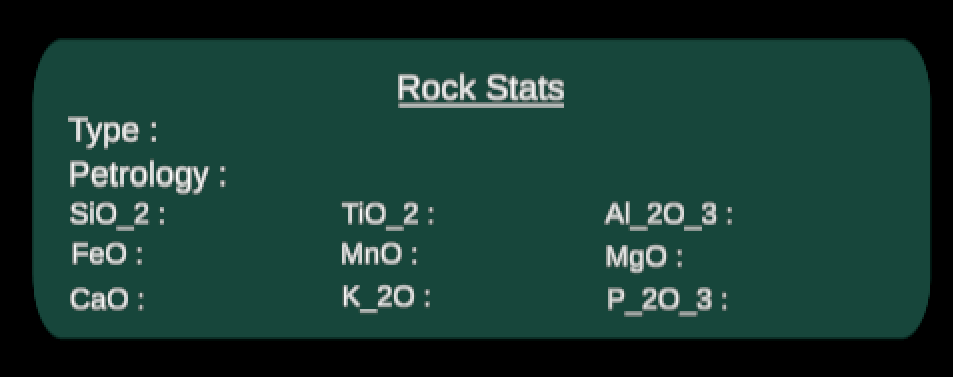 Rock Stats
Type :
Petrology :
SiO_2 : TiO_2 : Al_2O_3 :
FeO : MnO : MgO :
CaO : K_2O : P_2O_3 :